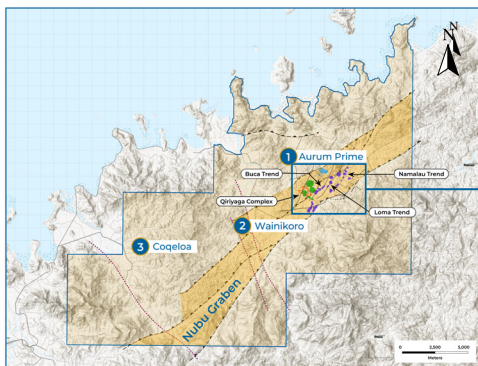 N
N
1 Aurum Prime
Buca Trend
Namalau Trend
Qiriyaga Complex
Loma Trend
2 Wainikoro
3 Coqeloa
Nubu Graben
0 2,500 5,000
Meters